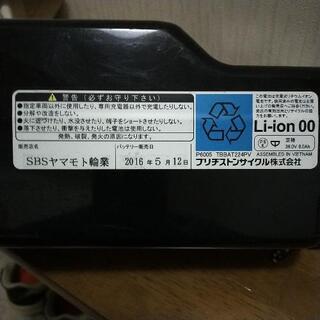 警告（必ずお守り下さい）
・指定車両以外に使用したり、専用充電器以外で充電したりしない。
・分解や改造をしない。
・火に近づけたり、水没させたり、端子をショートさせたりしない。
・落下させたり、衝撃を与えたりした電池は使用しない。
発熱、破裂、発火の原因になります。
販売店名
バッテリー販売日
SBSヤマモト輪業
2016年5月12日
Li-ion 00
P6005 TBBAT224PV ASSEMBLED IN VIETNAM
ブリヂストンサイクル株式会社